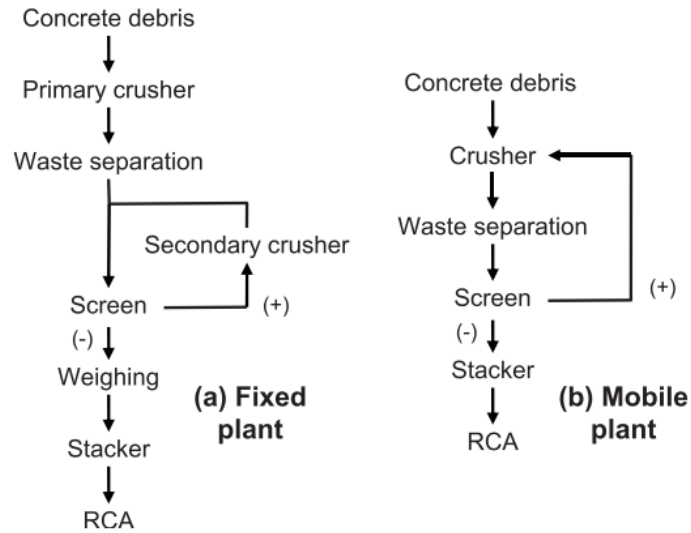 Concrete debris
Primary crusher
Waste separation
Secondary crusher
Screen
(+)
(-)
Weighing
Stacker
RCA
(a) Fixed
plant
Concrete debris
Crusher
Waste separation
Screen
(+)
(-)
Stacker
RCA
(b) Mobile
plant